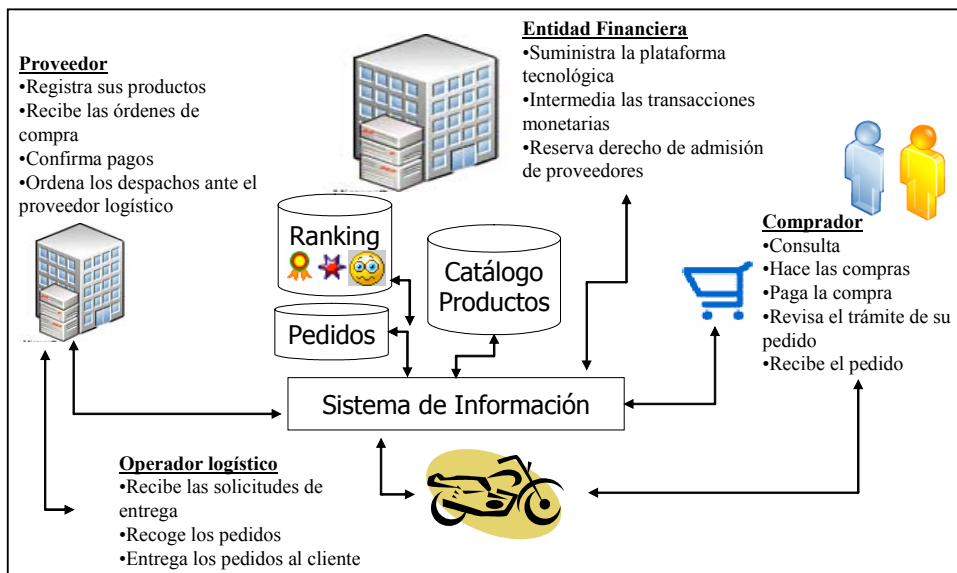 Proveedor
•Registra sus productos
•Recibe las órdenes de
compra
•Confirma pagos
•Ordena los despachos ante el
proveedor logístico
Entidad Financiera
•Suministra la plataforma
tecnológica
•Intermedia las transacciones
monetarias
•Reserva derecho de admisión
de proveedores
Ranking
Pedidos
Catálogo
Productos
Comprador
•Consulta
•Hace las compras
•Paga la compra
•Revisa el trámite de su
pedido
•Recibe el pedido
Sistema de Información
Operador logístico
•Recibe las solicitudes de
entrega
•Recoge los pedidos
•Entrega los pedidos al cliente